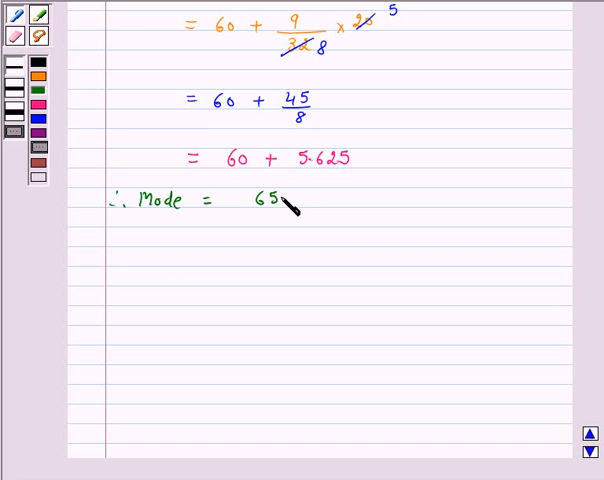 = 60 + 9/32 8 × 20 5
= 60 + 45/8
= 60 + 5.625
∴ Mode = 65